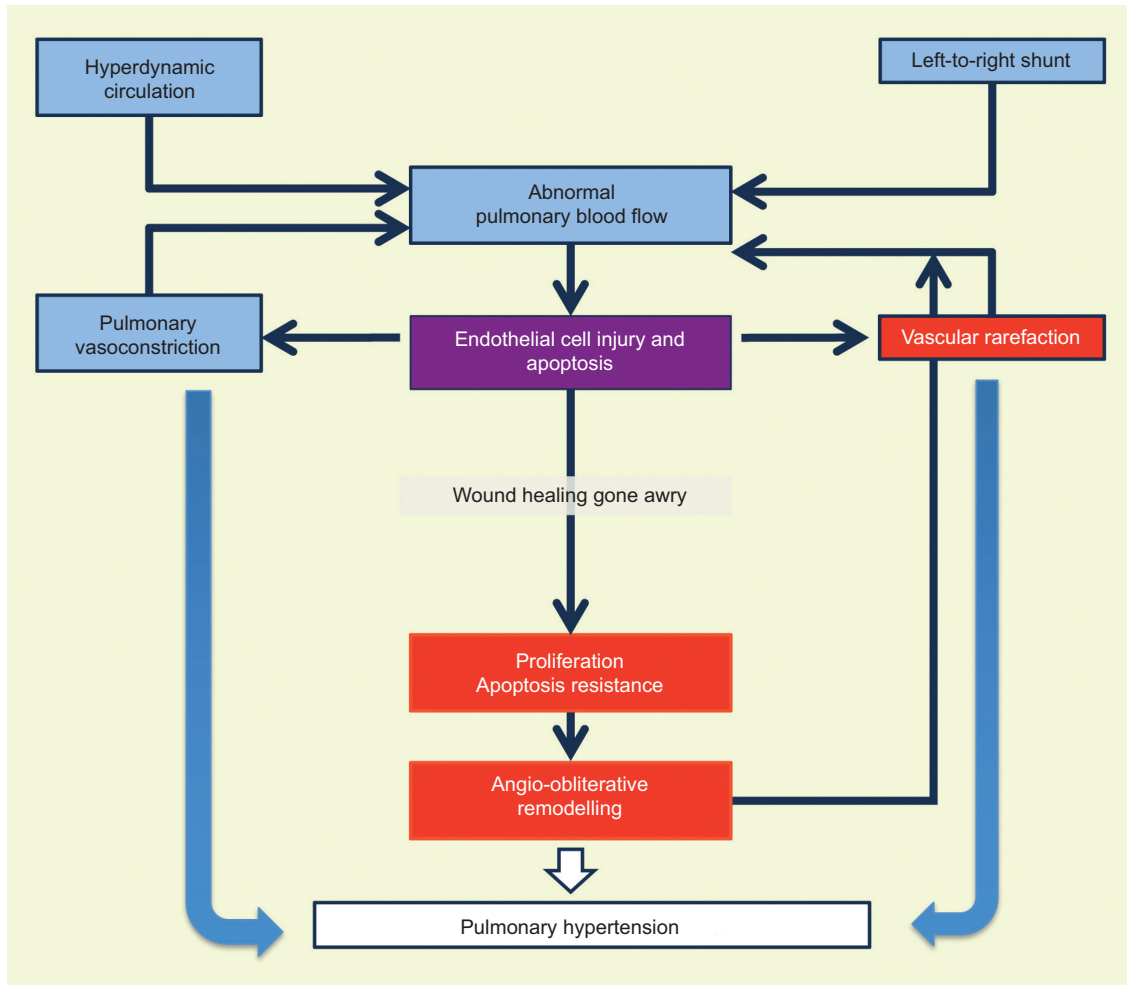 Hyperdynamic
circulation
Left-to-right shunt
Abnormal
pulmonary blood flow
Pulmonary
vasoconstriction
Endothelial cell injury and
apoptosis
Vascular rarefaction
Wound healing gone awry
Proliferation
Apoptosis resistance
Angio-obliterative
remodelling
Pulmonary hypertension